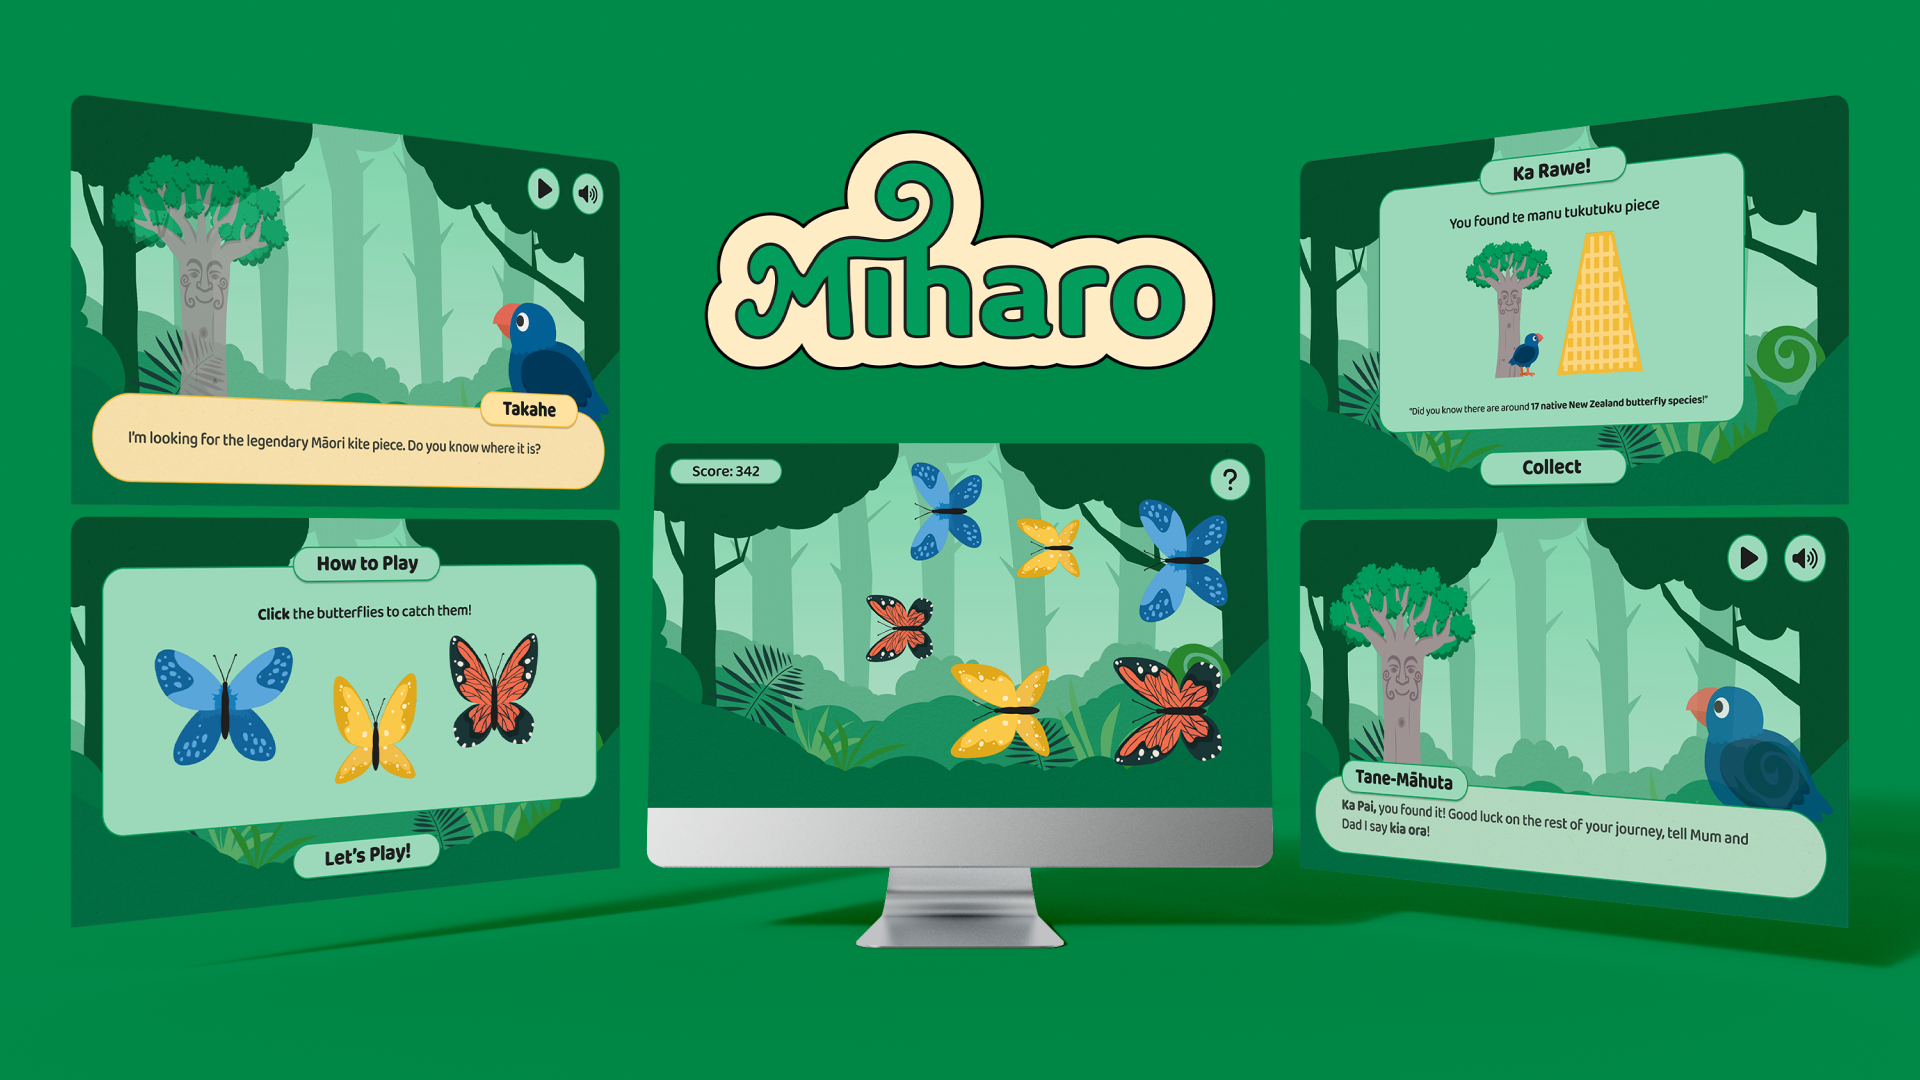 Miharo
Takahe
I'm looking for the legendary Māori kite piece. Do you know where it is?
How to Play
Click the butterflies to catch them!
Let's Play!
Score: 342
?
Ka Rawe!
You found te manu tukutuku piece
"Did you know there are around 17 native New Zealand butterfly species!"
Collect
Tane-Māhuta
Ka Pai, you found it! Good luck on the rest of your journey, tell Mum and
Dad I say kia ora!